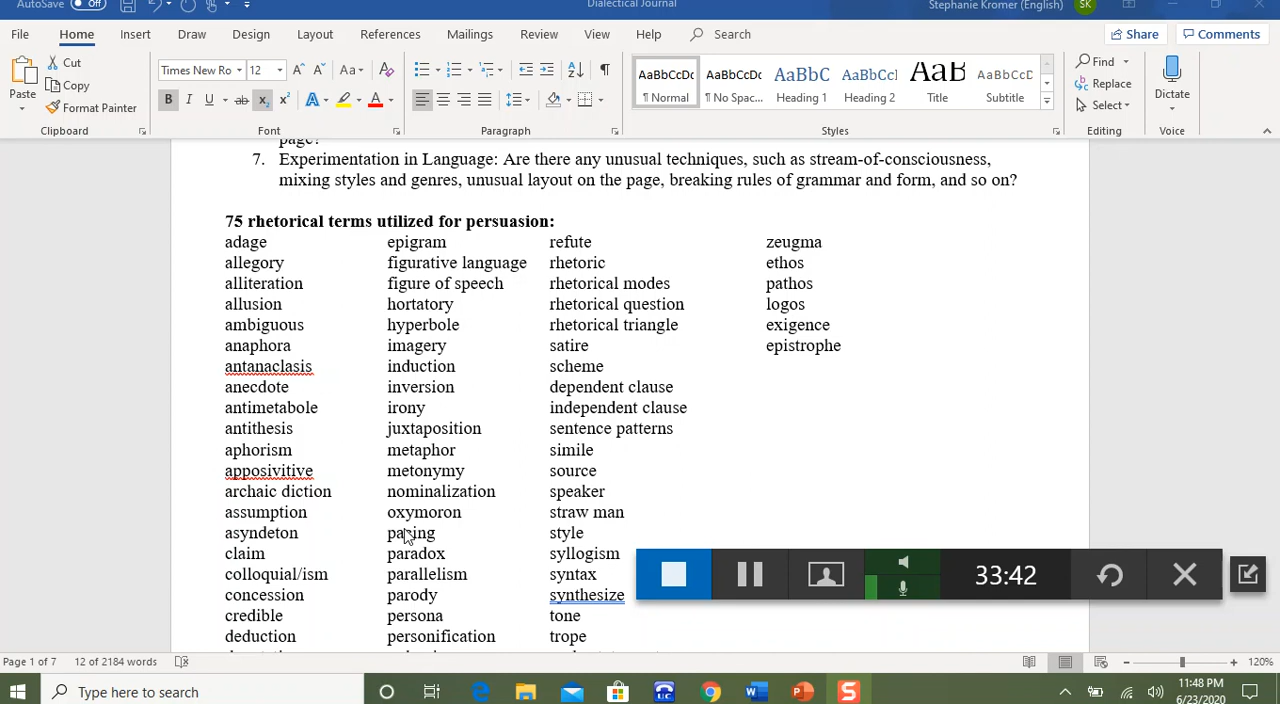 AutoSave Off Dialectical Journal Stephanie Kromer (English) SK
File Home Insert Draw Design Layout References Mailings Review View Help Search Share Comments
Paste Cut Copy Format Painter Clipboard
Times New Ro 12 Aa Font
B I U ab x₂ x² A A
Paragraph
AaBbCcDc AaBbCcDc AaBbC AaBbCcI AaB AaBbCcD
¶ Normal ¶ No Spac... Heading 1 Heading 2 Title Subtitle
Styles
Find Replace Select Editing
Dictate Voice
page?
7. Experimentation in Language: Are there any unusual techniques, such as stream-of-consciousness,
mixing styles and genres, unusual layout on the page, breaking rules of grammar and form, and so on?
75 rhetorical terms utilized for persuasion:
adage epigram refute zeugma
allegory figurative language rhetoric ethos
alliteration figure of speech rhetorical modes pathos
allusion hortatory rhetorical question logos
ambiguous hyperbole rhetorical triangle exigence
anaphora imagery satire epistrophe
antanaclasis induction scheme
anecdote inversion dependent clause
antimetabole irony independent clause
antithesis juxtaposition sentence patterns
aphorism metaphor simile
apposivitive metonymy source
archaic diction nominalization speaker
assumption oxymoron straw man
asyndeton pacing style
claim paradox syllogism
colloquial/ism parallelism syntax
concession parody synthesize
credible persona tone
deduction personification trope
33:42
Page 1 of 7 12 of 2184 words 120%
Type here to search
11:48 PM
6/23/2020